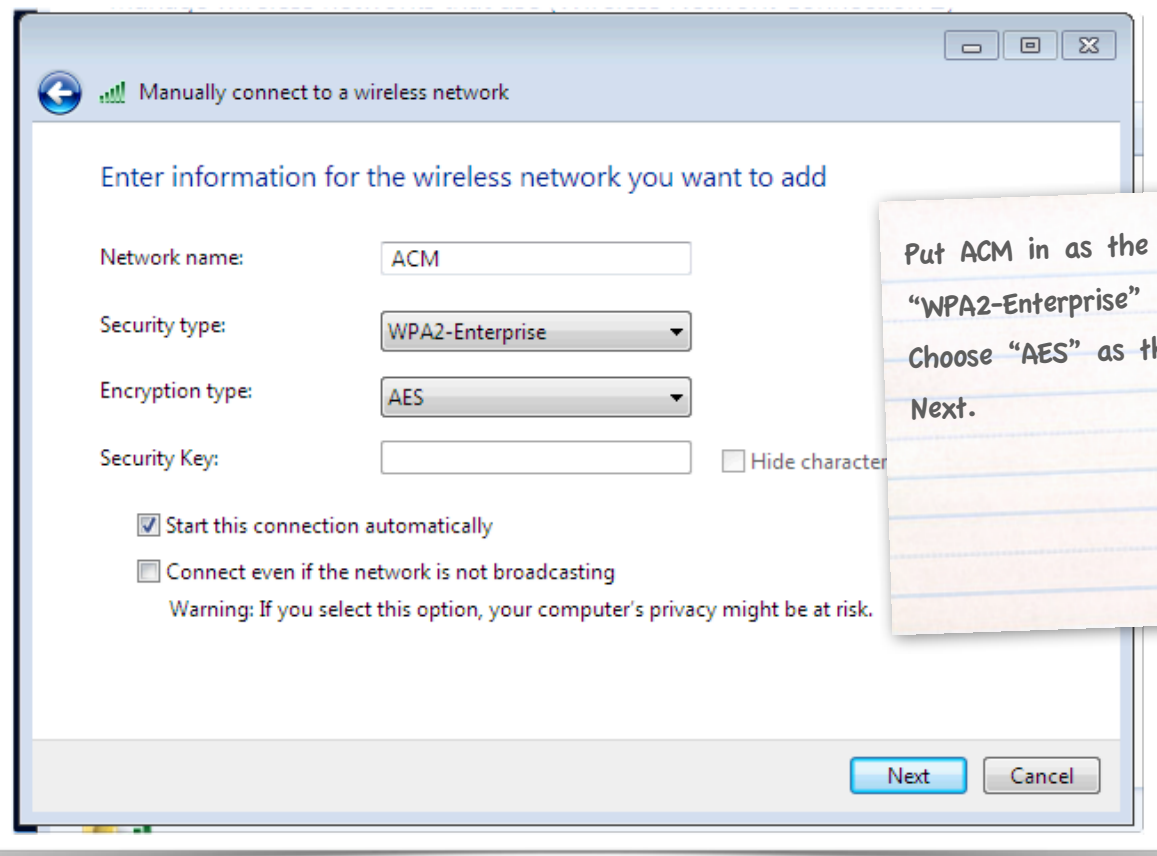 Manually connect to a wireless network
Enter information for the wireless network you want to add
Network name:
ACM
Security type:
WPA2-Enterprise
Encryption type:
AES
Security Key:
Hide character
Start this connection automatically
Connect even if the network is not broadcasting
Warning: If you select this option, your computer's privacy might be at risk.
Next
Cancel
Put ACM in as the
“WPA2-Enterprise”
Choose “AES” as th
Next.